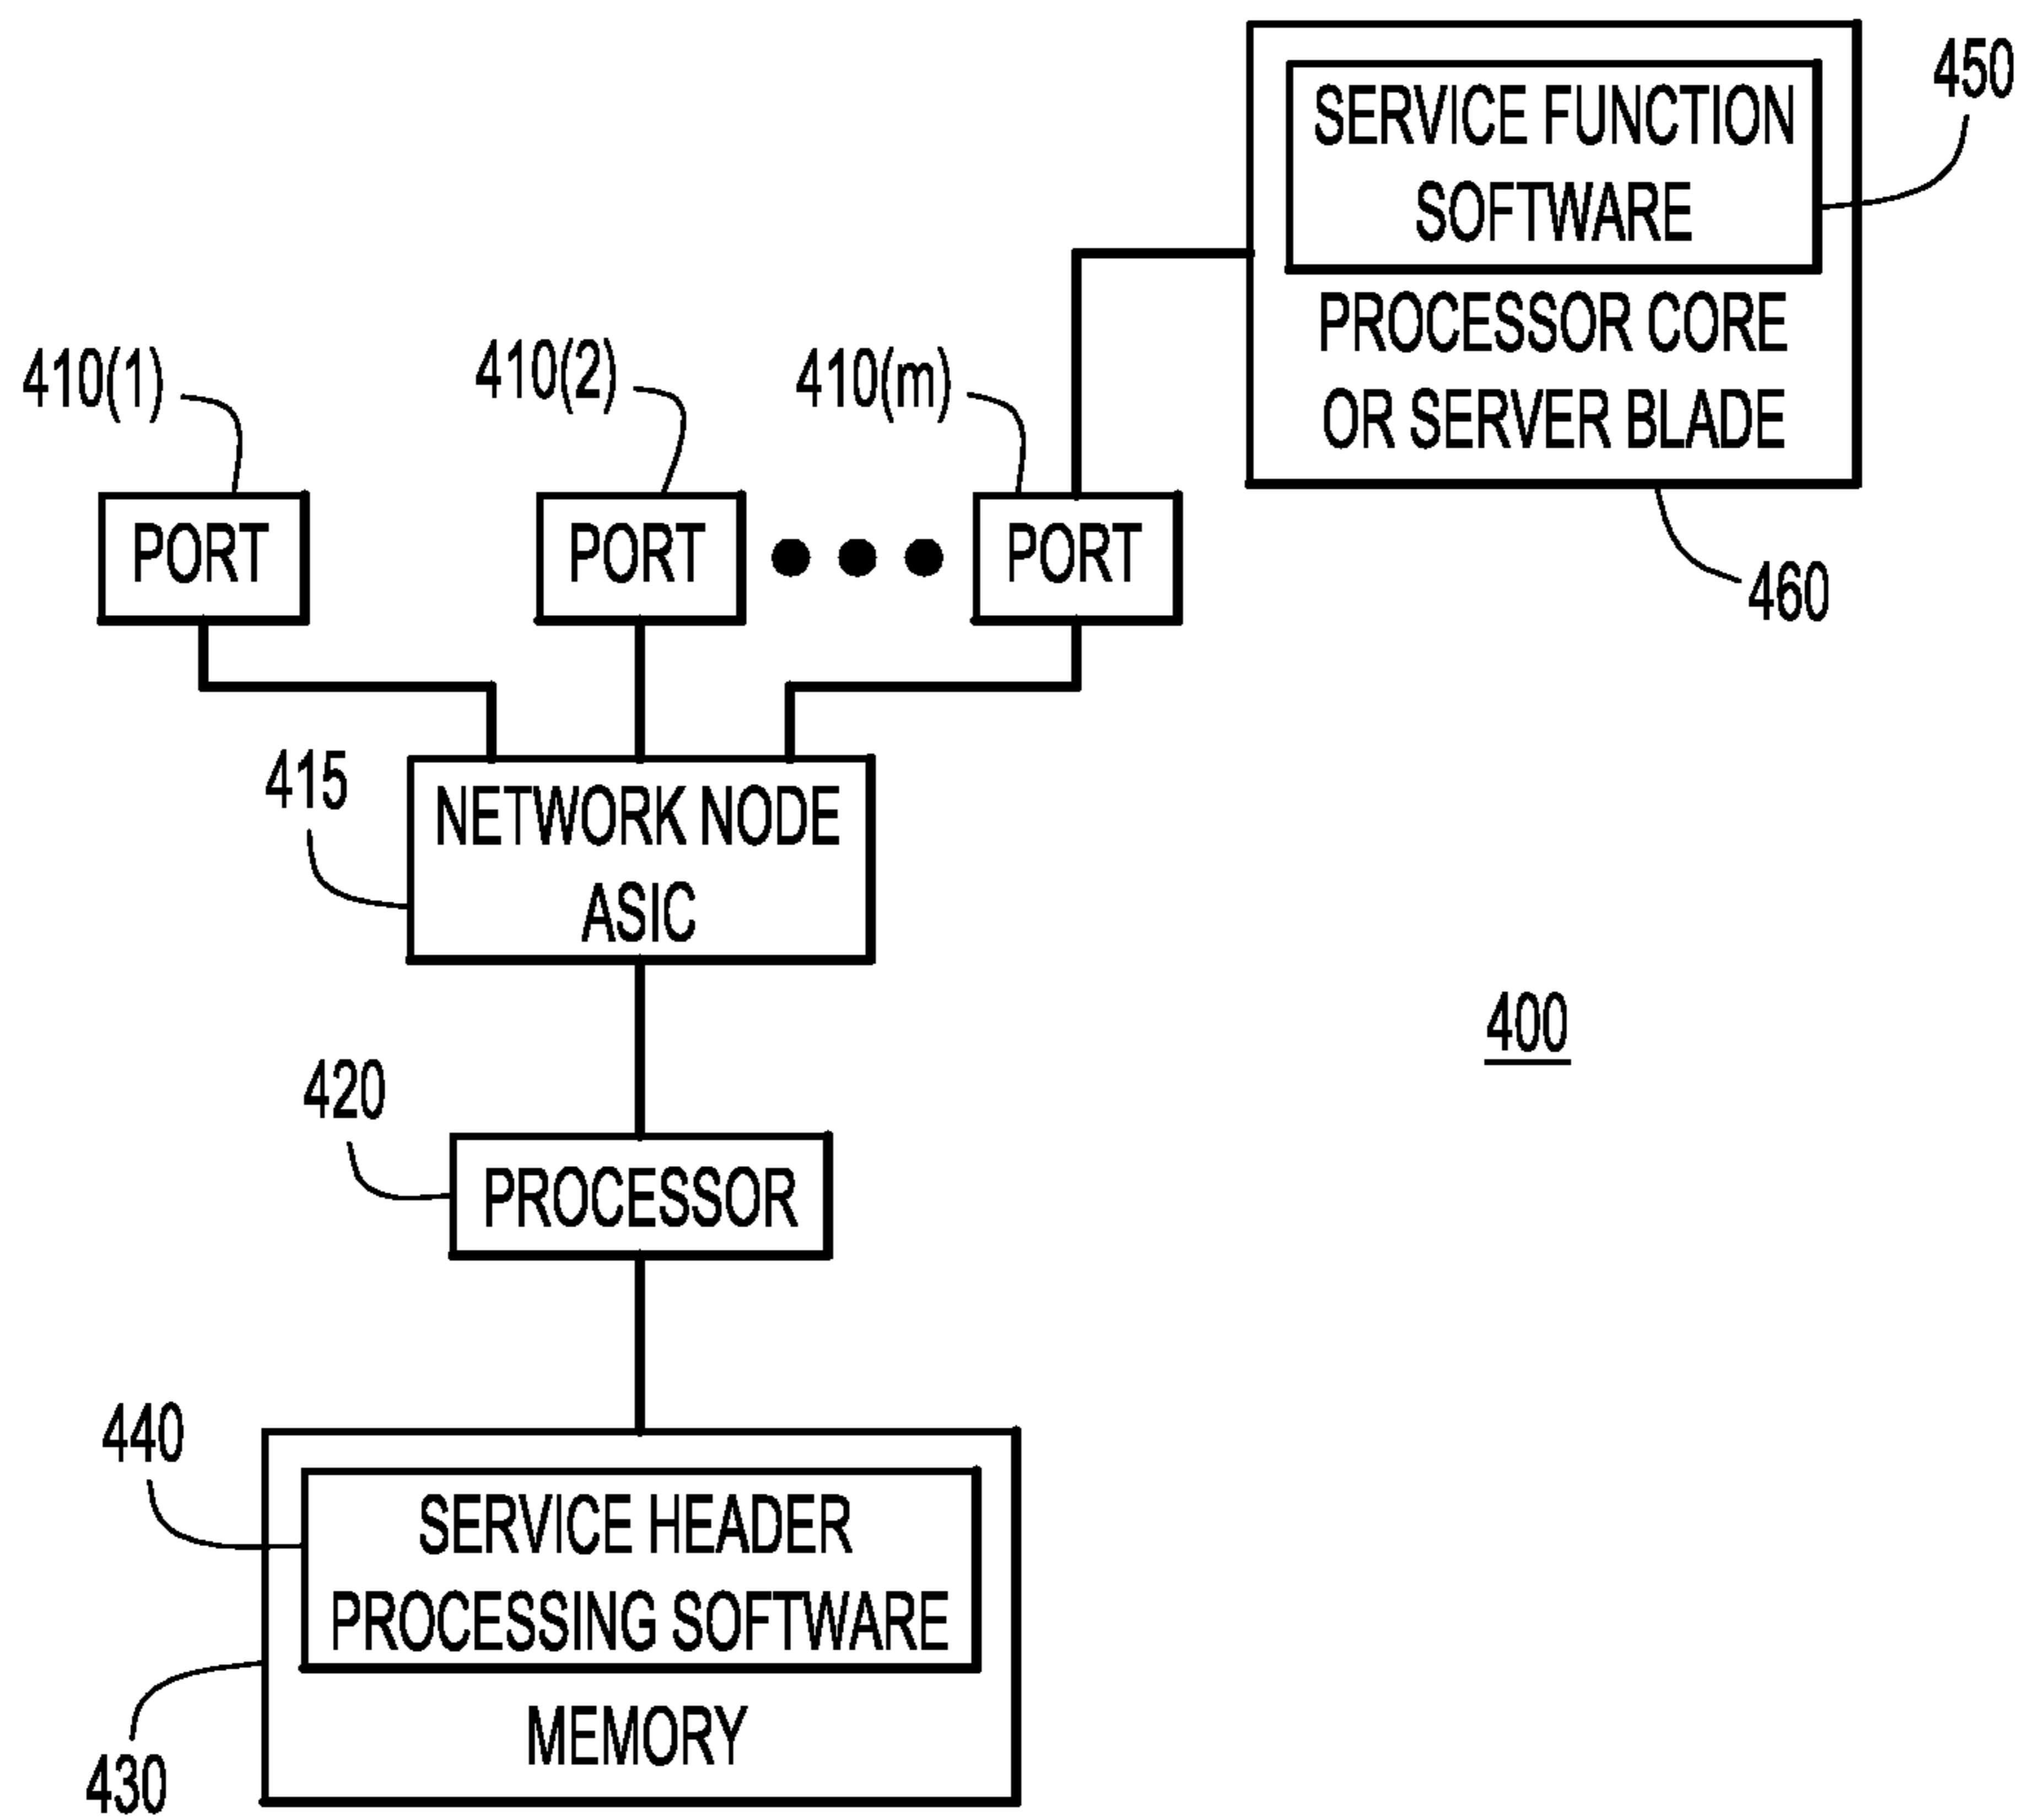 450
SERVICE FUNCTION
SOFTWARE
PROCESSOR CORE
OR SERVER BLADE
460
410(1)
410(2)
410(m)
PORT
PORT
PORT
415
NETWORK NODE
ASIC
400
420
PROCESSOR
440
SERVICE HEADER
PROCESSING SOFTWARE
MEMORY
430